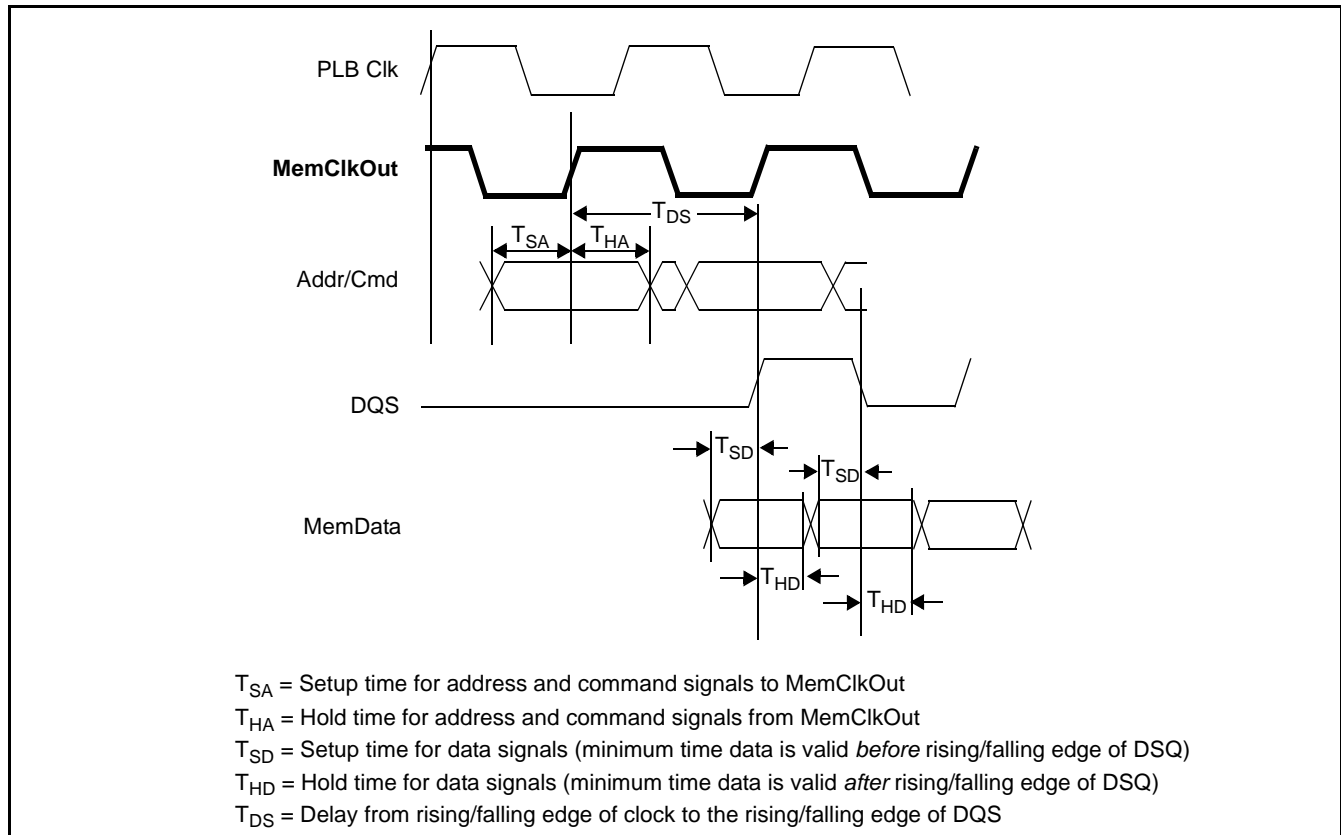 PLB Clk
MemClkOut
TDS
TSA
THA
Addr/Cmd
DQS
TSD
TSD
MemData
THD
THD
TSA = Setup time for address and command signals to MemClkOut
THA = Hold time for address and command signals from MemClkOut
TSD = Setup time for data signals (minimum time data is valid before rising/falling edge of DSQ)
THD = Hold time for data signals (minimum time data is valid after rising/falling edge of DSQ)
TDS = Delay from rising/falling edge of clock to the rising/falling edge of DQS